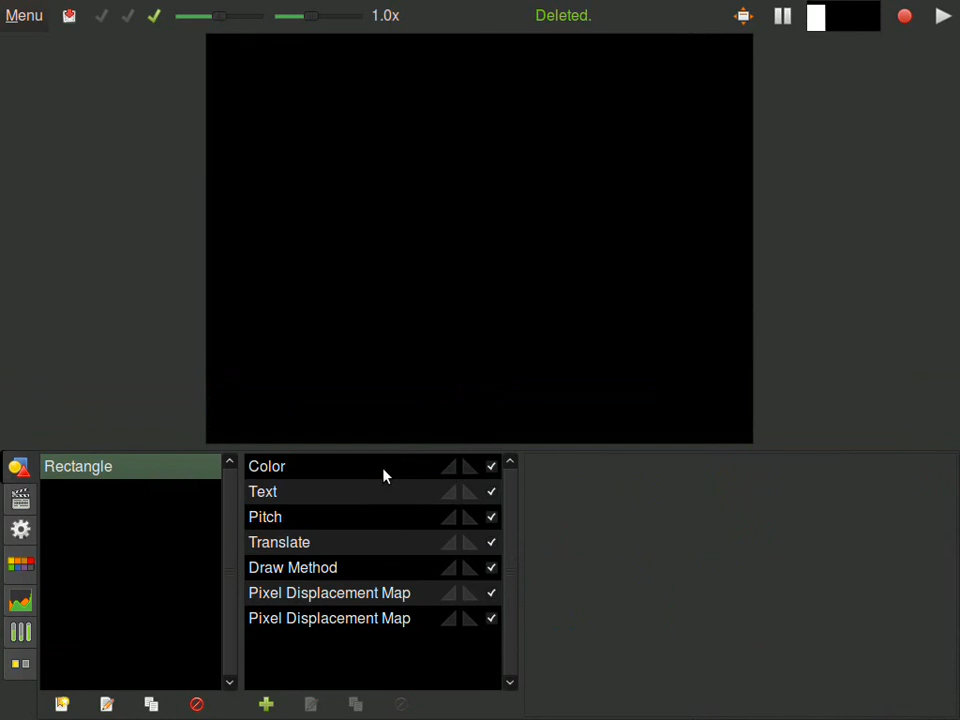 Menu
1.0x
Deleted.
Rectangle
Color
Text
Pitch
Translate
Draw Method
Pixel Displacement Map
Pixel Displacement Map